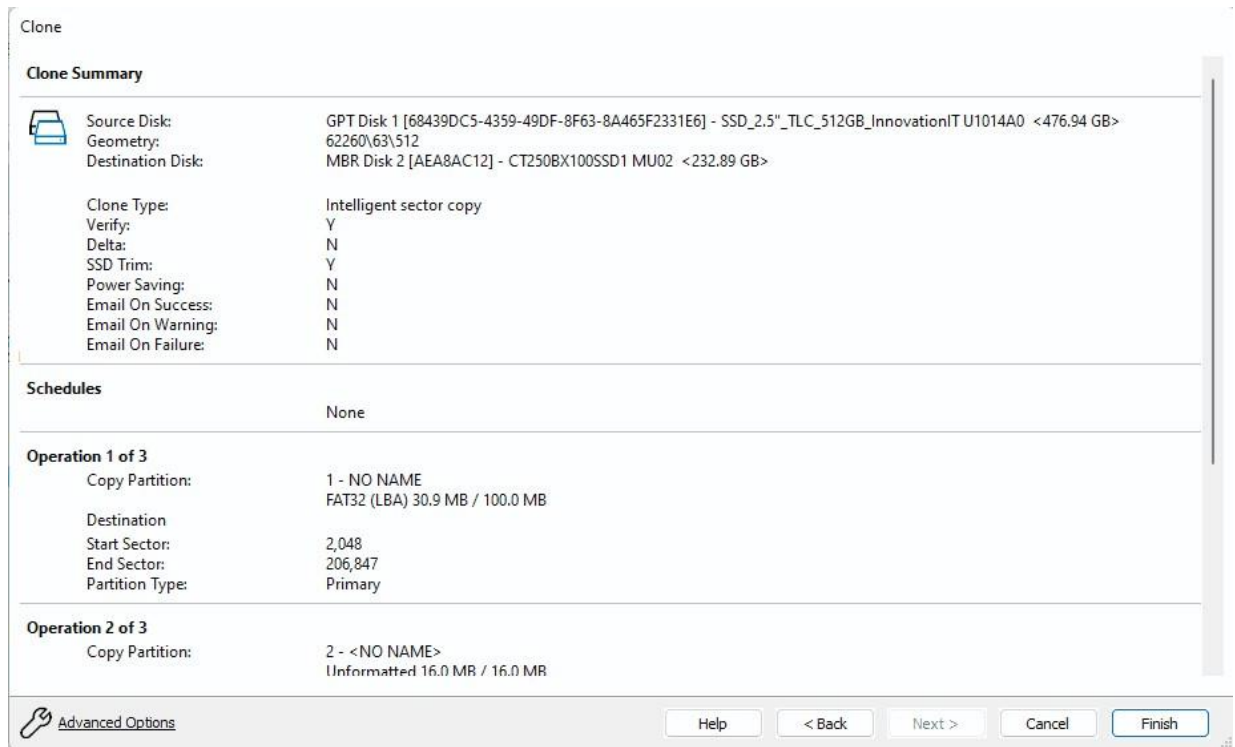 Clone
Clone Summary
Source Disk: GPT Disk 1 [68439DC5-4359-49DF-8F63-8A465F2331E6] - SSD_2.5"_TLC_512GB_InnovationIT U1014A0 <476.94 GB>
Geometry: 62260\63\512
Destination Disk: MBR Disk 2 [AEA8AC12] - CT250BX100SSD1 MU02 <232.89 GB>
Clone Type: Intelligent sector copy
Verify: Y
Delta: N
SSD Trim: Y
Power Saving: N
Email On Success: N
Email On Warning: N
Email On Failure: N
Schedules
None
Operation 1 of 3
Copy Partition: 1 - NO NAME
FAT32 (LBA) 30.9 MB / 100.0 MB
Destination
Start Sector: 2,048
End Sector: 206,847
Partition Type: Primary
Operation 2 of 3
Copy Partition: 2 - <NO NAME>
Unformatted 16.0 MB / 16.0 MB
Advanced Options Help < Back Next > Cancel Finish